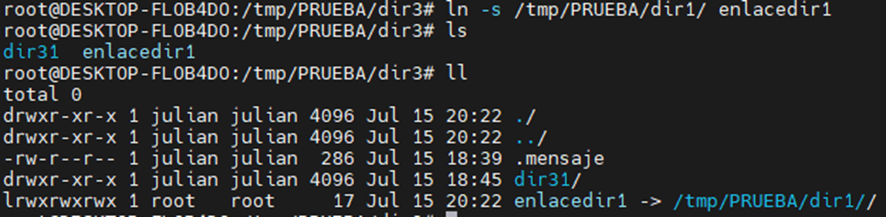 root@DESKTOP-FLOB4DO:/tmp/PRUEBA/dir3# ln -s /tmp/PRUEBA/dir1/ enlacedir1
root@DESKTOP-FLOB4DO:/tmp/PRUEBA/dir3# ls
dir31  enlacedir1
root@DESKTOP-FLOB4DO:/tmp/PRUEBA/dir3# ll
total 0
drwxr-xr-x 1 julian julian 4096 Jul 15 20:22 ./
drwxr-xr-x 1 julian julian 4096 Jul 15 20:22 ../
-rw-r--r-- 1 julian julian  286 Jul 15 18:39 .mensaje
drwxr-xr-x 1 julian julian 4096 Jul 15 18:45 dir31/
lrwxrwxrwx 1 root   root     17 Jul 15 20:22 enlacedir1 -> /tmp/PRUEBA/dir1//